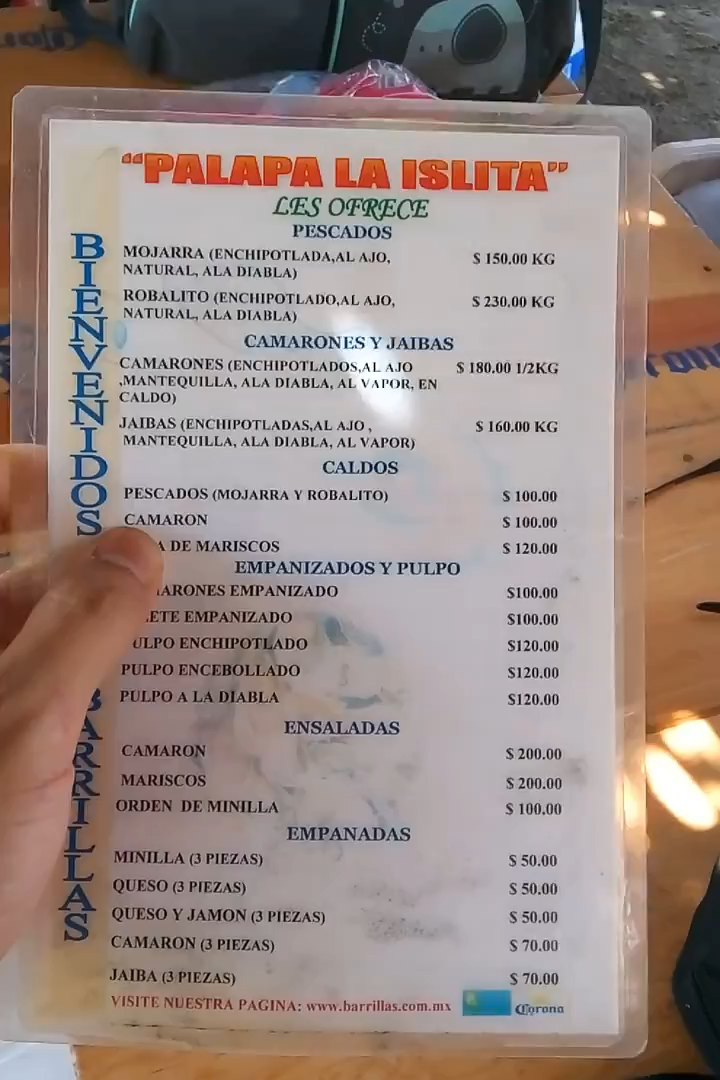 "PALAPA LA ISLITA"
LES OFRECE
BIENVENIDOS
PESCADOS
MOJARRA (ENCHIPOTLADA,AL AJO, $ 150.00 KG
NATURAL, ALA DIABLA)
ROBALITO (ENCHIPOTLADO,AL AJO, $ 230.00 KG
NATURAL, ALA DIABLA)
CAMARONES Y JAIBAS
CAMARONES (ENCHIPOTLADOS,AL AJO $ 180.00 1/2KG
,MANTEQUILLA, ALA DIABLA, AL VAPOR, EN
CALDO)
JAIBAS (ENCHIPOTLADAS,AL AJO , $ 160.00 KG
MANTEQUILLA, ALA DIABLA, AL VAPOR)
CALDOS
PESCADOS (MOJARRA Y ROBALITO) $ 100.00
CAMARON $ 100.00
DE MARISCOS $ 120.00
EMPANIZADOS Y PULPO
EMPANIZADO $100.00
EMPANIZADO $100.00
PULPO ENCHIPOTLADO $120.00
PULPO ENCEBOLLADO $120.00
PULPO A LA DIABLA $120.00
BARRILLAS
ENSALADAS
CAMARON $ 200.00
MARISCOS $ 200.00
ORDEN DE MINILLA $ 100.00
EMPANADAS
MINILLA (3 PIEZAS) $ 50.00
QUESO (3 PIEZAS) $ 50.00
QUESO Y JAMON (3 PIEZAS) $ 50.00
CAMARON (3 PIEZAS) $ 70.00
JAIBA (3 PIEZAS) $ 70.00
VISITE NUESTRA PAGINA: www.barrillas.com.mx
Corona